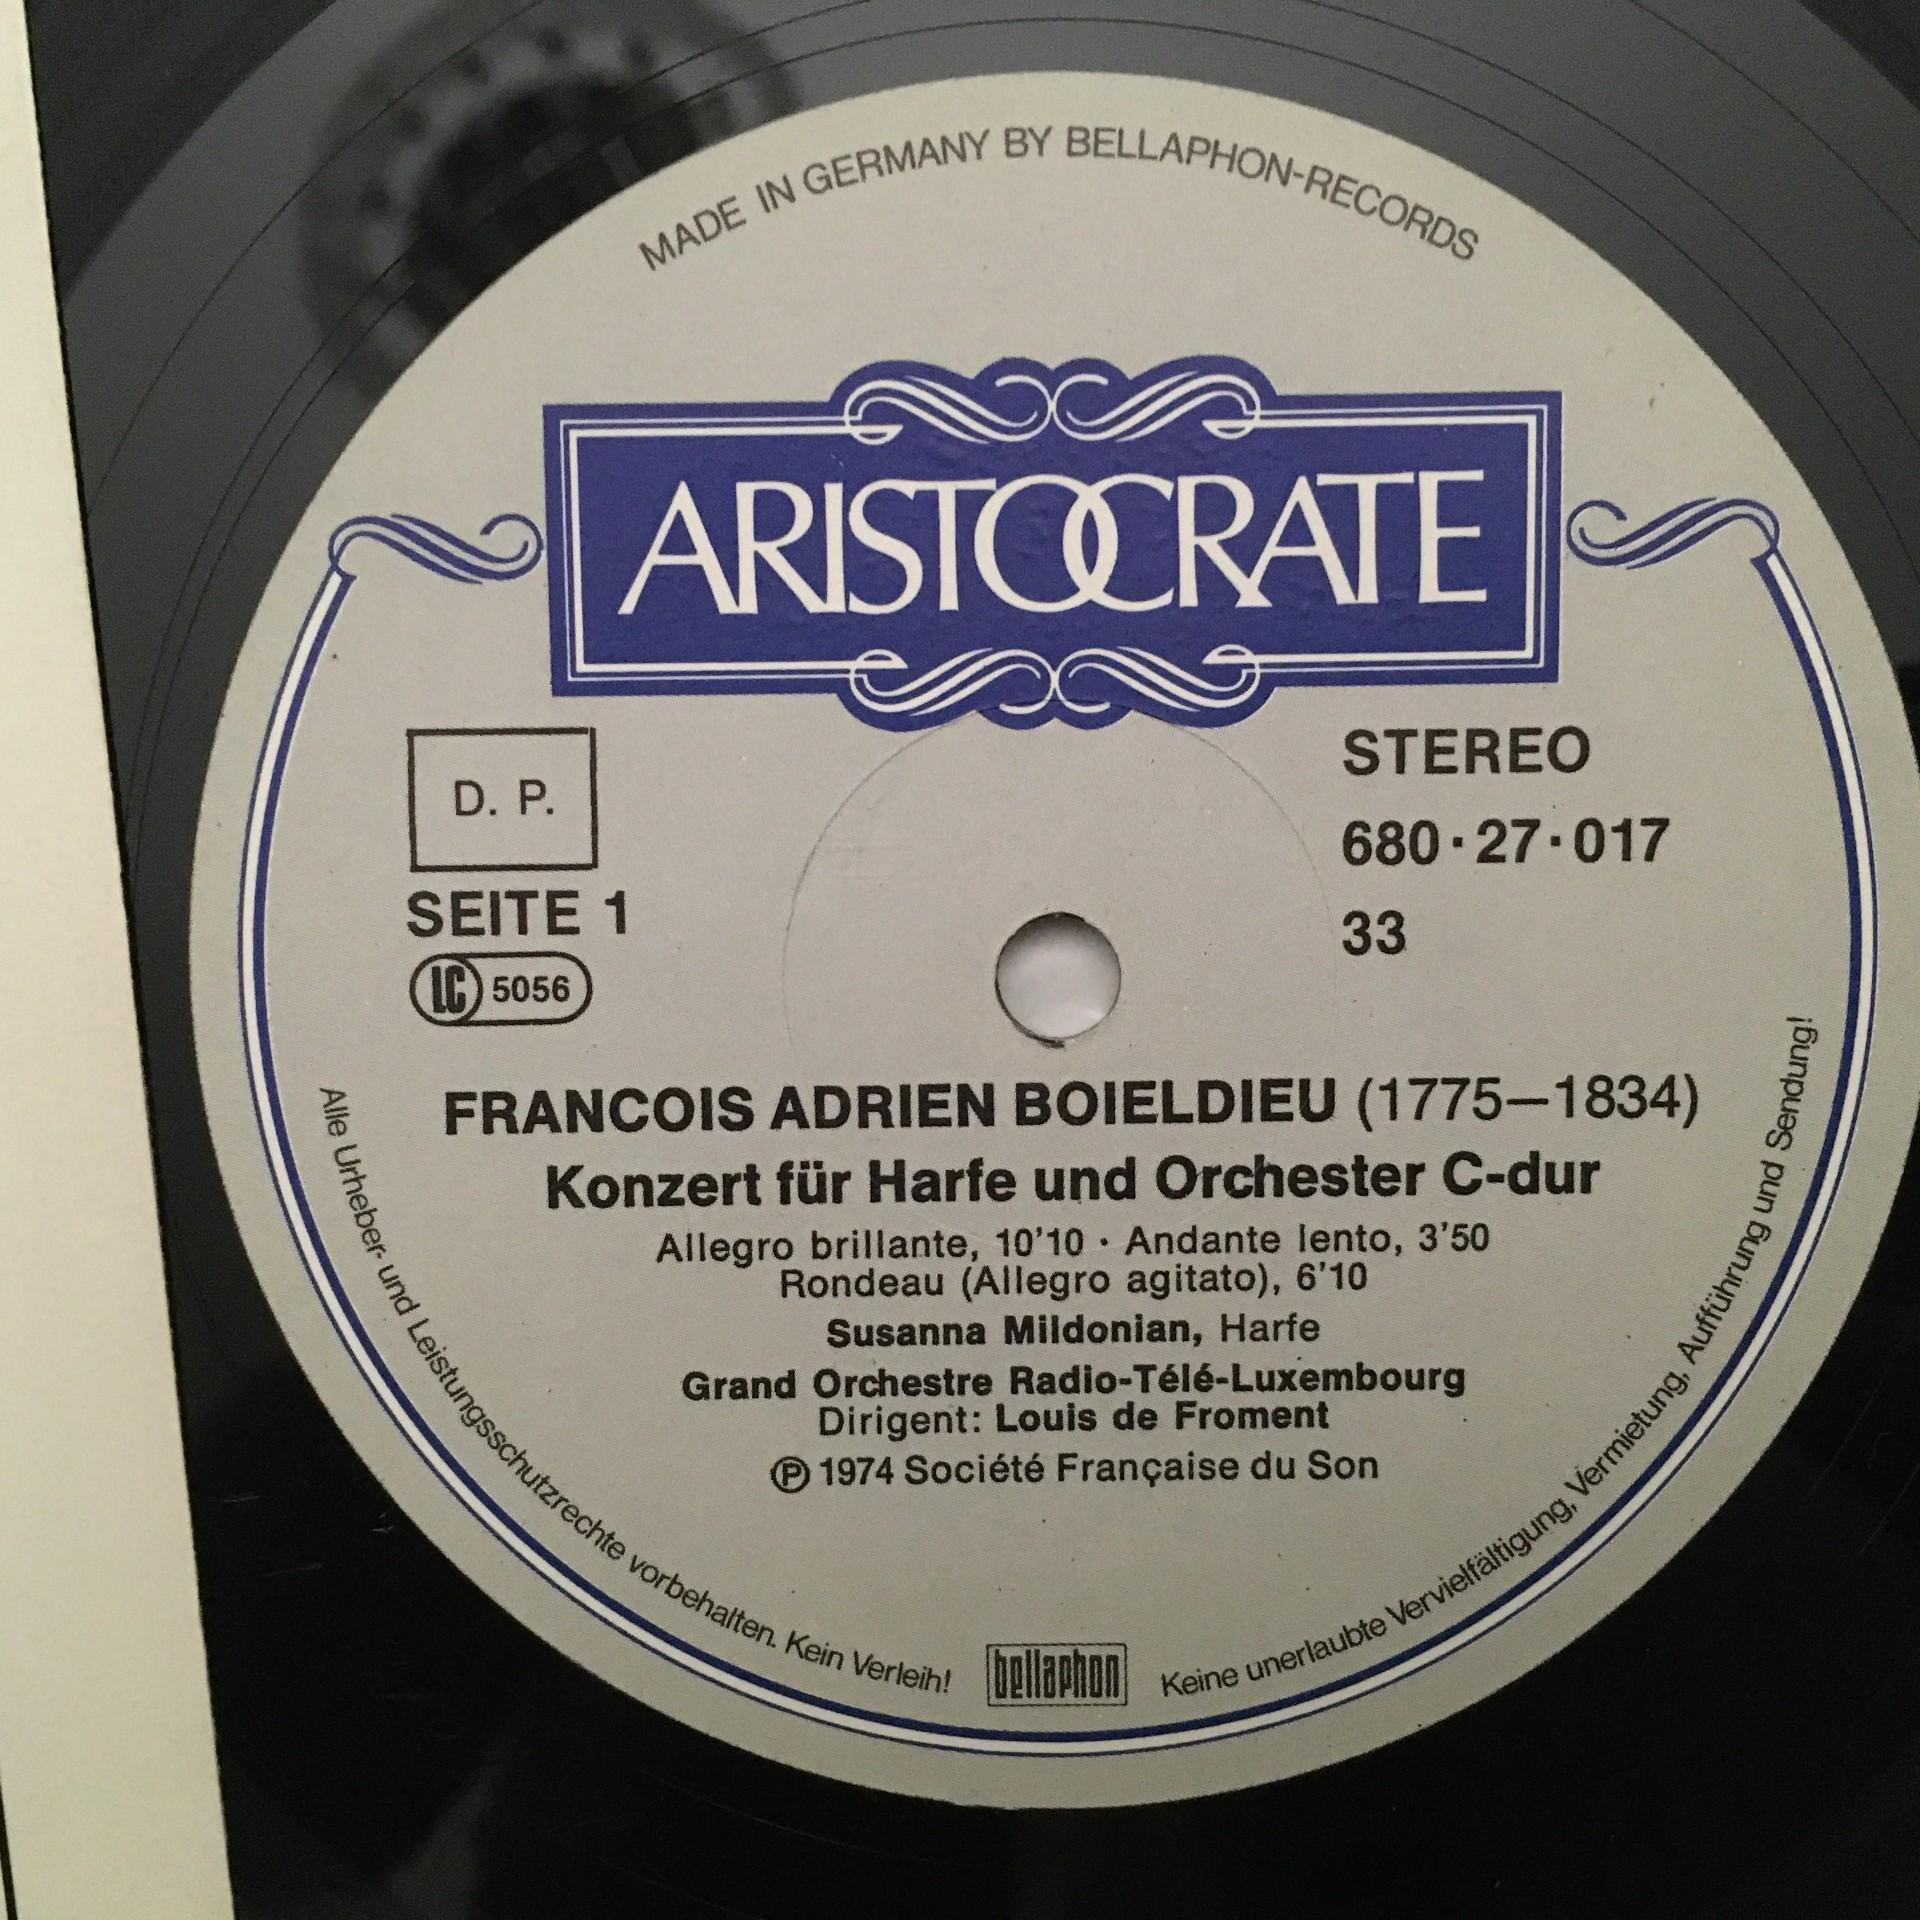 MADE IN GERMANY BY BELLAPHON-RECORDS
ARISTOCRATE
D. P.
SEITE 1
LC 5056
STEREO
680·27·017
33
FRANCOIS ADRIEN BOIELDIEU (1775–1834)
Konzert für Harfe und Orchester C-dur
Allegro brillante, 10'10 · Andante lento, 3'50
Rondeau (Allegro agitato), 6'10
Susanna Mildonian, Harfe
Grand Orchestre Radio-Télé-Luxembourg
Dirigent: Louis de Froment
℗ 1974 Société Française du Son
Alle Urheber- und Leistungsschutzrechte vorbehalten. Kein Verleih!
bellaphon
Keine unerlaubte Vervielfältigung, Vermietung, Aufführung und Sendung!